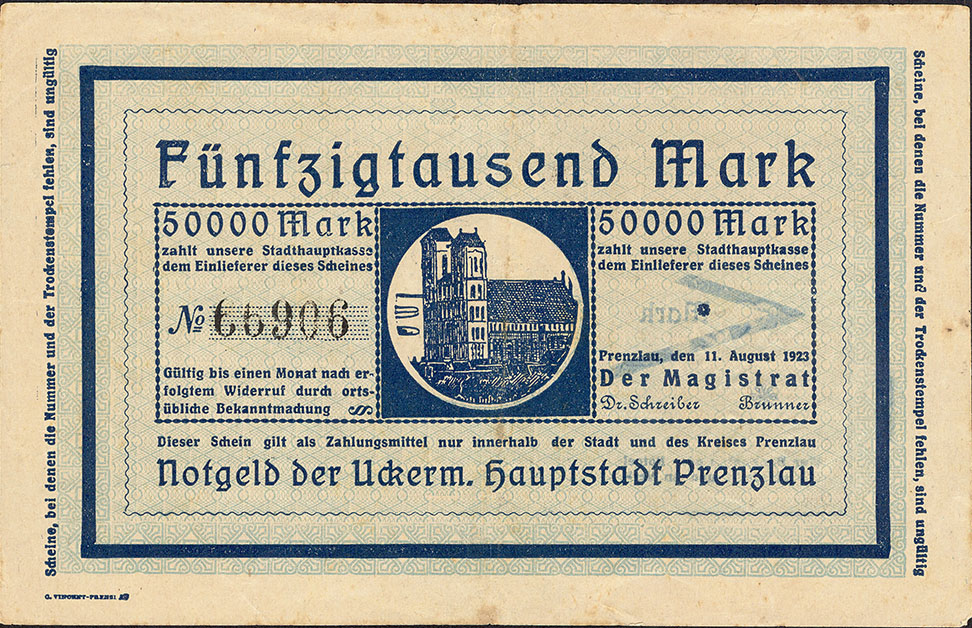 Fünfzigtausend Mark
50000 Mark
zahlt unsere Stadthauptkasse
dem Einlieferer dieses Scheines
№ 66906
Gültig bis einen Monat nach er-
folgtem Widerruf durch orts-
übliche Bekanntmachung
50000 Mark
zahlt unsere Stadthauptkasse
dem Einlieferer dieses Scheines
Mark
Prenzlau, den 11. August 1923
Der Magistrat
Dr. Schreiber Brunner
Dieser Schein gilt als Zahlungsmittel nur innerhalb der Stadt und des Kreises Prenzlau
Notgeld der Uckerm. Hauptstadt Prenzlau
Scheine, bei denen die Nummer und der Trockenstempel fehlen, sind ungültig
Scheine, bei denen die Nummer und der Trockenstempel fehlen, sind ungültig
C. VINCENT-PRENZLAU